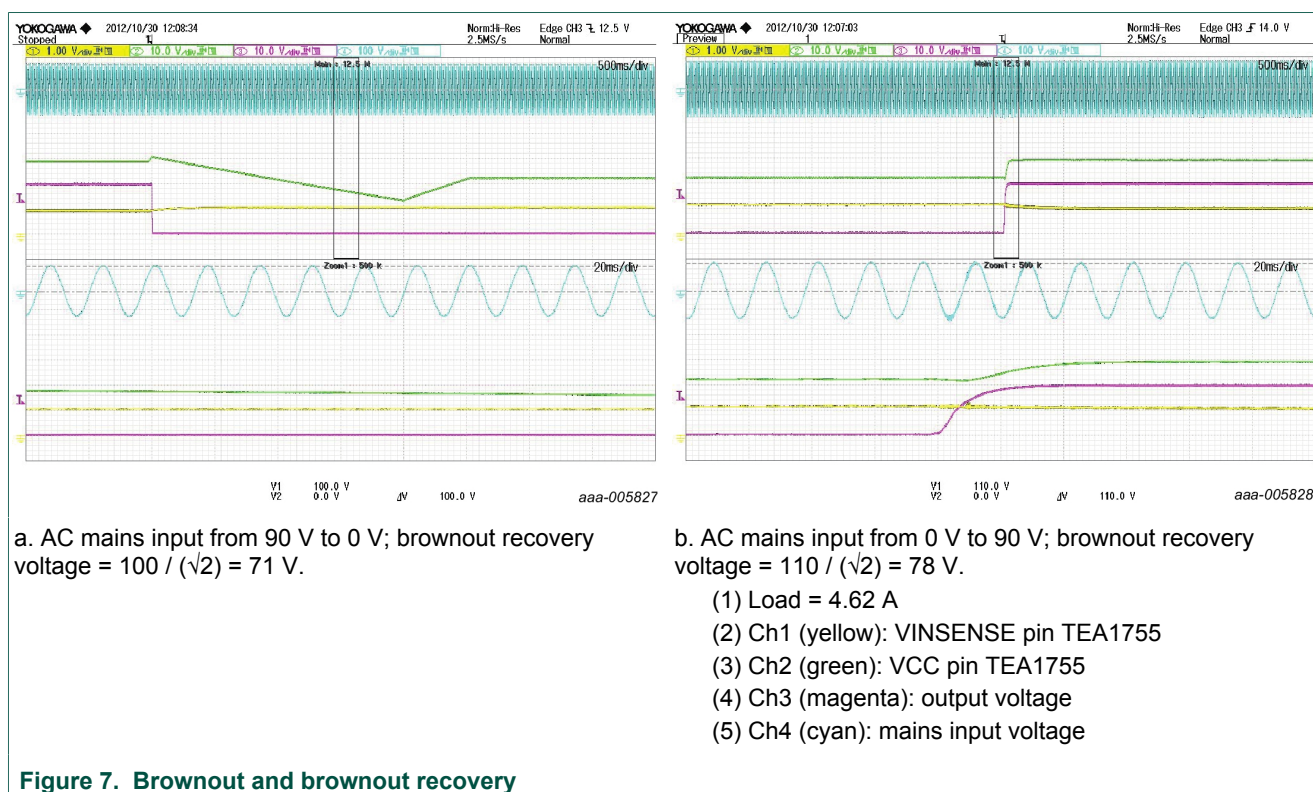 YOKOGAWA ◆ 2012/10/30 12:08:34
Stopped
Norm:Hi-Res
2.5MS/s
Edge CH3 12.5 V
Normal
1.00 V/div
10.0 V/div
10.0 V/div
100 V/div
Main : 12.5 M
500ms/div
Zoom1 : 500 k
20ms/div
V1 100.0 V
V2 0.0 V ΔV 100.0 V
aaa-005827
a. AC mains input from 90 V to 0 V; brownout recovery
voltage = 100 / (√2) = 71 V.
YOKOGAWA ◆ 2012/10/30 12:07:03
Preview
1
Norm:Hi-Res
2.5MS/s
Edge CH3 14.0 V
Normal
1.00 V/div
10.0 V/div
10.0 V/div
100 V/div
Main : 12.5 M
500ms/div
Zoom1 : 500 k
20ms/div
V1 110.0 V
V2 0.0 V ΔV 110.0 V
aaa-005828
b. AC mains input from 0 V to 90 V; brownout recovery
voltage = 110 / (√2) = 78 V.
(1) Load = 4.62 A
(2) Ch1 (yellow): VINSENSE pin TEA1755
(3) Ch2 (green): VCC pin TEA1755
(4) Ch3 (magenta): output voltage
(5) Ch4 (cyan): mains input voltage
Figure 7. Brownout and brownout recovery